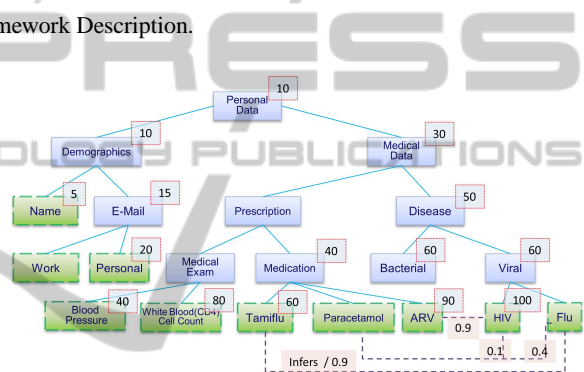 mework Description.
PRESS
OLOGY PUBLICATIONS
10
Personal
Data
10
Demographics
30
Medical
Data
5
Name
15
E-Mail
Prescription
50
Disease
Work
20
Personal
Medical
Exam
40
Medication
60
Bacterial
60
Viral
40
Blood
Pressure
80
White Blood(CD4)
Cell Count
60
Tamiflu
Paracetamol
90
ARV
100
HIV
Flu
0.9
0.1
0.4
Infers / 0.9